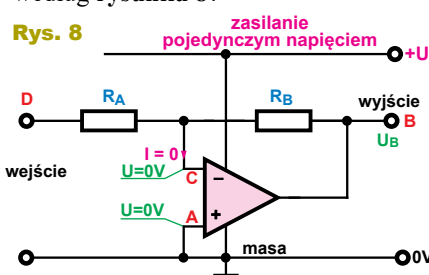 według rysunku 8.
Rys. 8
zasilanie
pojedynczym napięciem
+U
D
RA
RB
wyjście
B
UB
I = 0
wejście
U=0V
C
−
U=0V
A
+
masa
0V